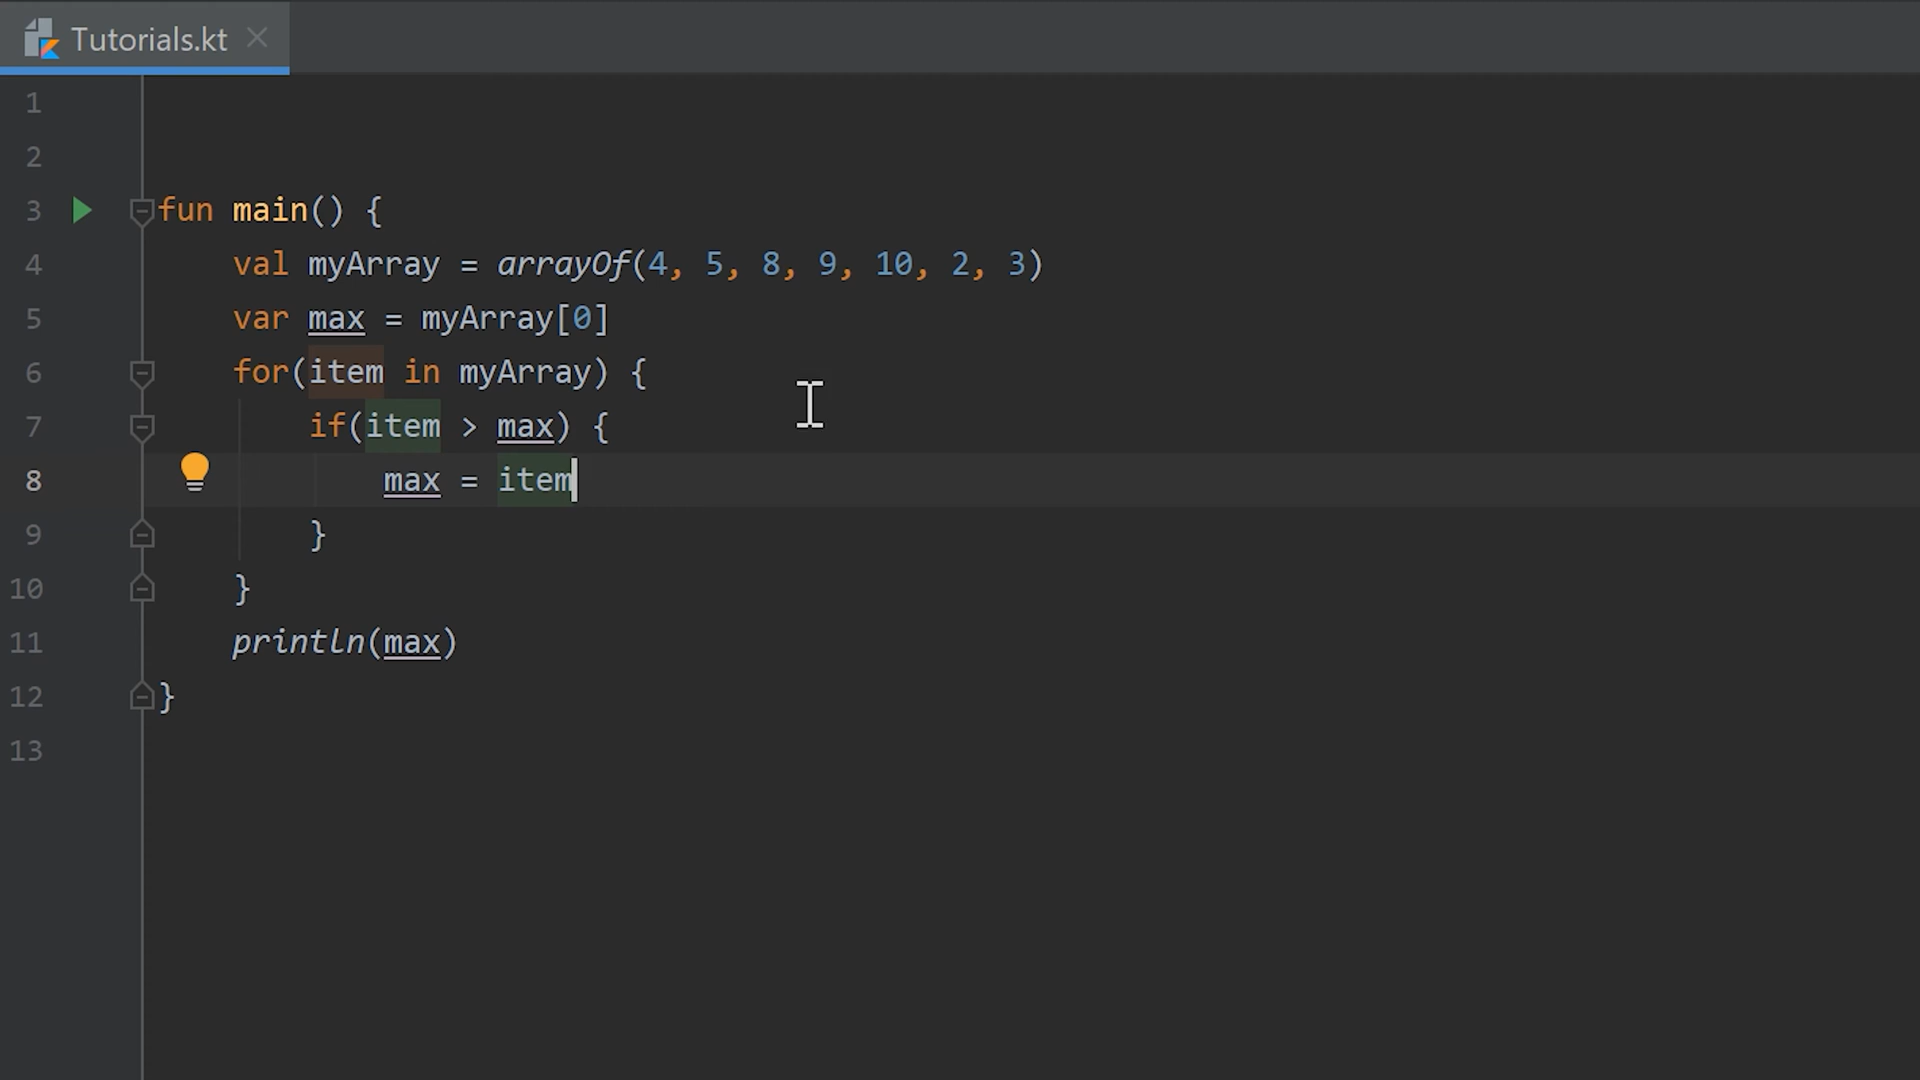 Tutorials.kt
1
2
3 fun main() {
4 val myArray = arrayOf(4, 5, 8, 9, 10, 2, 3)
5 var max = myArray[0]
6 for(item in myArray) {
7 if(item > max) {
8 max = item
9 }
10 }
11 println(max)
12 }
13